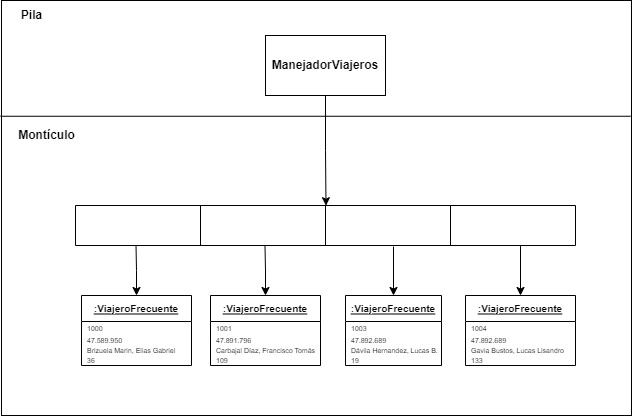 Pila
ManejadorViajeros
Montículo
:ViajeroFrecuente
1000
47.589.950
Brizuela Marin, Elias Gabriel
36
:ViajeroFrecuente
1001
47.891.796
Carbajal Díaz, Francisco Tomás
109
:ViajeroFrecuente
1003
47.892.689
Dávila Hernandez, Lucas B.
19
:ViajeroFrecuente
1004
47.892.689
Gavia Bustos, Lucas Lisandro
133